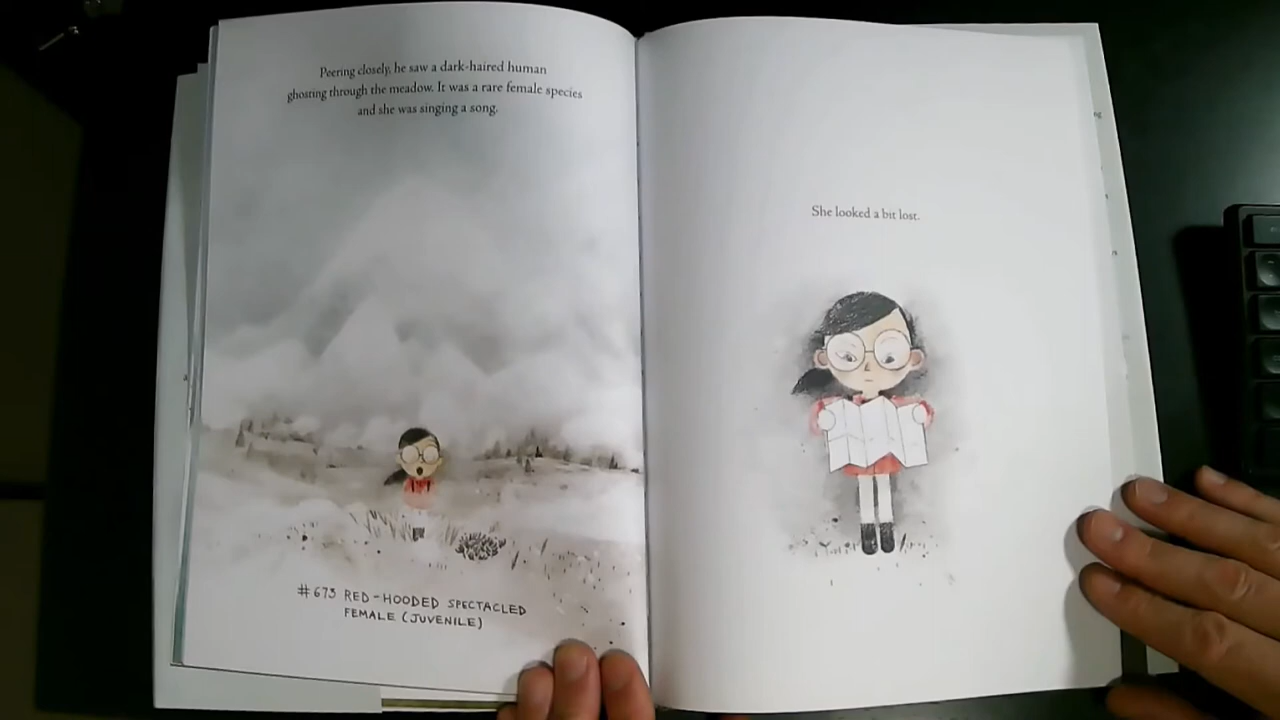 Peering closely, he saw a dark-haired human
ghosting through the meadow. It was a rare female species
and she was singing a song.
#673 RED-HOODED SPECTACLED
FEMALE (JUVENILE)
She looked a bit lost.